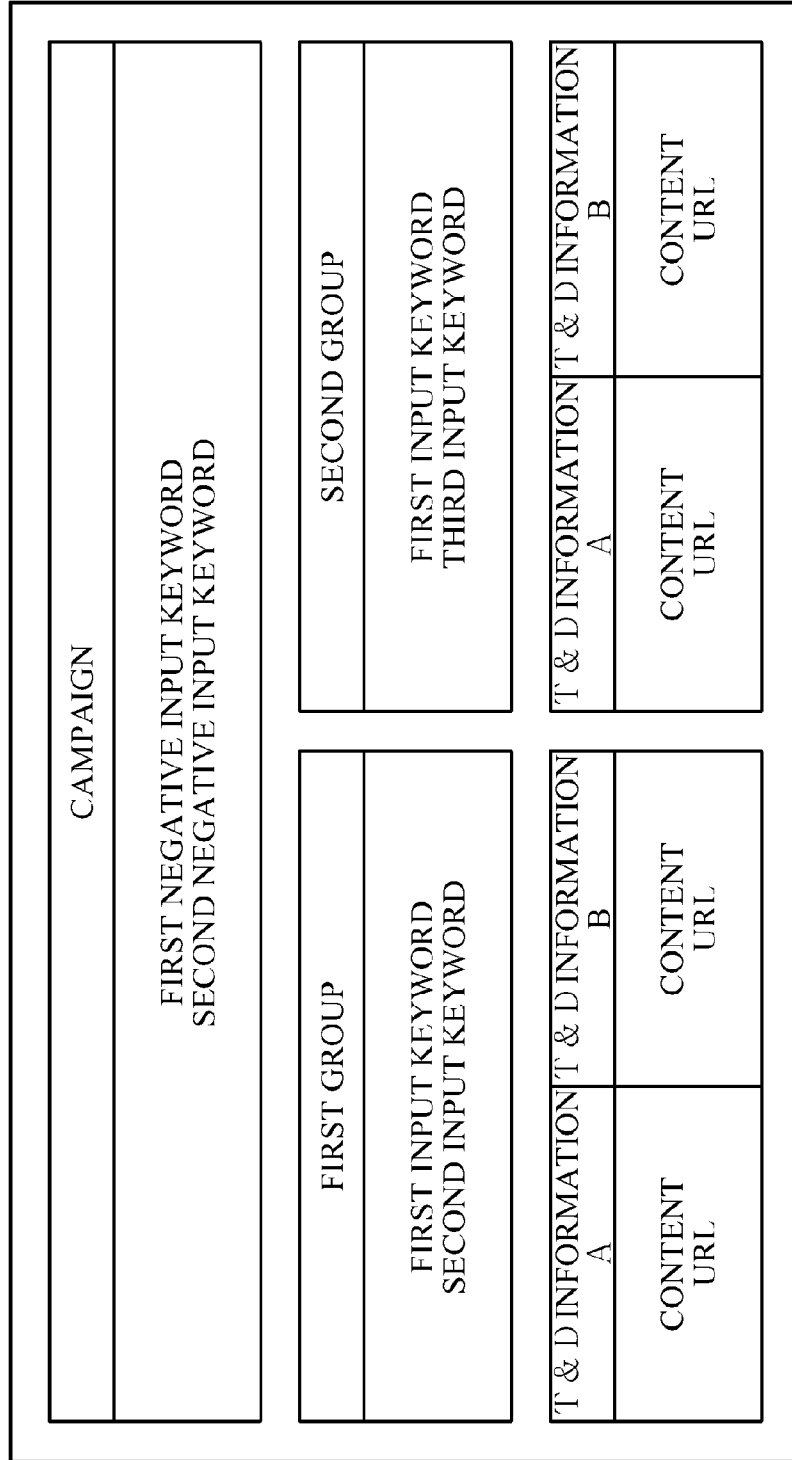 CAMPAIGN
FIRST NEGATIVE INPUT KEYWORD
SECOND NEGATIVE INPUT KEYWORD
FIRST GROUP
FIRST INPUT KEYWORD
SECOND INPUT KEYWORD
T & D INFORMATION
A
CONTENT
URL
T & D INFORMATION
B
CONTENT
URL
SECOND GROUP
FIRST INPUT KEYWORD
THIRD INPUT KEYWORD
T & D INFORMATION
A
CONTENT
URL
T & D INFORMATION
B
CONTENT
URL